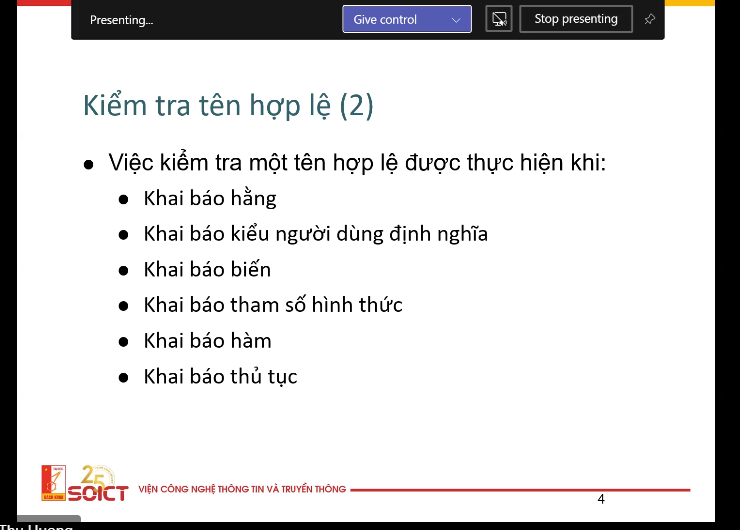 Presenting...
Give control
Stop presenting
Kiểm tra tên hợp lệ (2)
Việc kiểm tra một tên hợp lệ được thực hiện khi:
Khai báo hằng
Khai báo kiểu người dùng định nghĩa
Khai báo biến
Khai báo tham số hình thức
Khai báo hàm
Khai báo thủ tục
25
SOICT
VIỆN CÔNG NGHỆ THÔNG TIN VÀ TRUYỀN THÔNG
4
Thu Huong